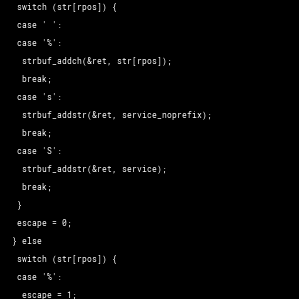 switch (str[rpos]) {
case ' ':
case '%':
strbuf_addch(&ret, str[rpos]);
break;
case 's':
strbuf_addstr(&ret, service_noprefix);
break;
case 'S':
strbuf_addstr(&ret, service);
break;
}
escape = 0;
} else
switch (str[rpos]) {
case '%':
escape = 1;